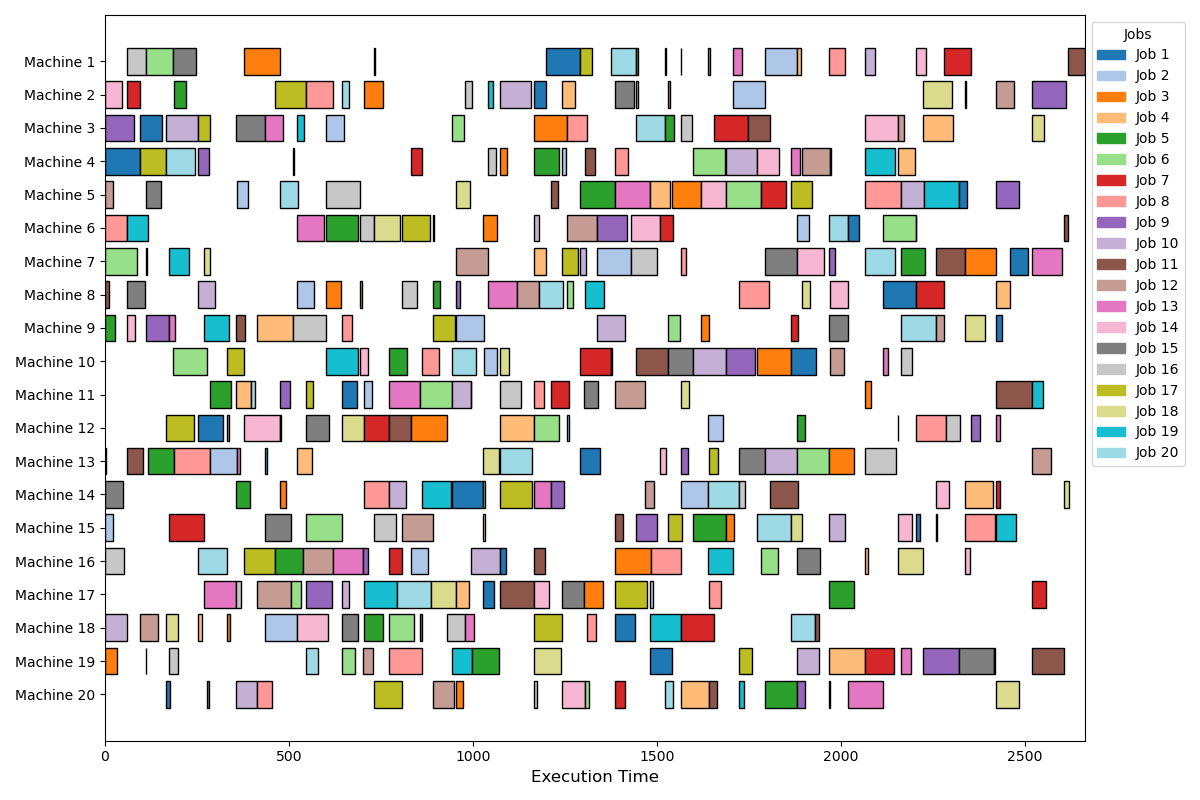 Machine 1
Machine 2
Machine 3
Machine 4
Machine 5
Machine 6
Machine 7
Machine 8
Machine 9
Machine 10
Machine 11
Machine 12
Machine 13
Machine 14
Machine 15
Machine 16
Machine 17
Machine 18
Machine 19
Machine 20
0 500 1000 1500 2000 2500
Execution Time
Jobs
Job 1
Job 2
Job 3
Job 4
Job 5
Job 6
Job 7
Job 8
Job 9
Job 10
Job 11
Job 12
Job 13
Job 14
Job 15
Job 16
Job 17
Job 18
Job 19
Job 20